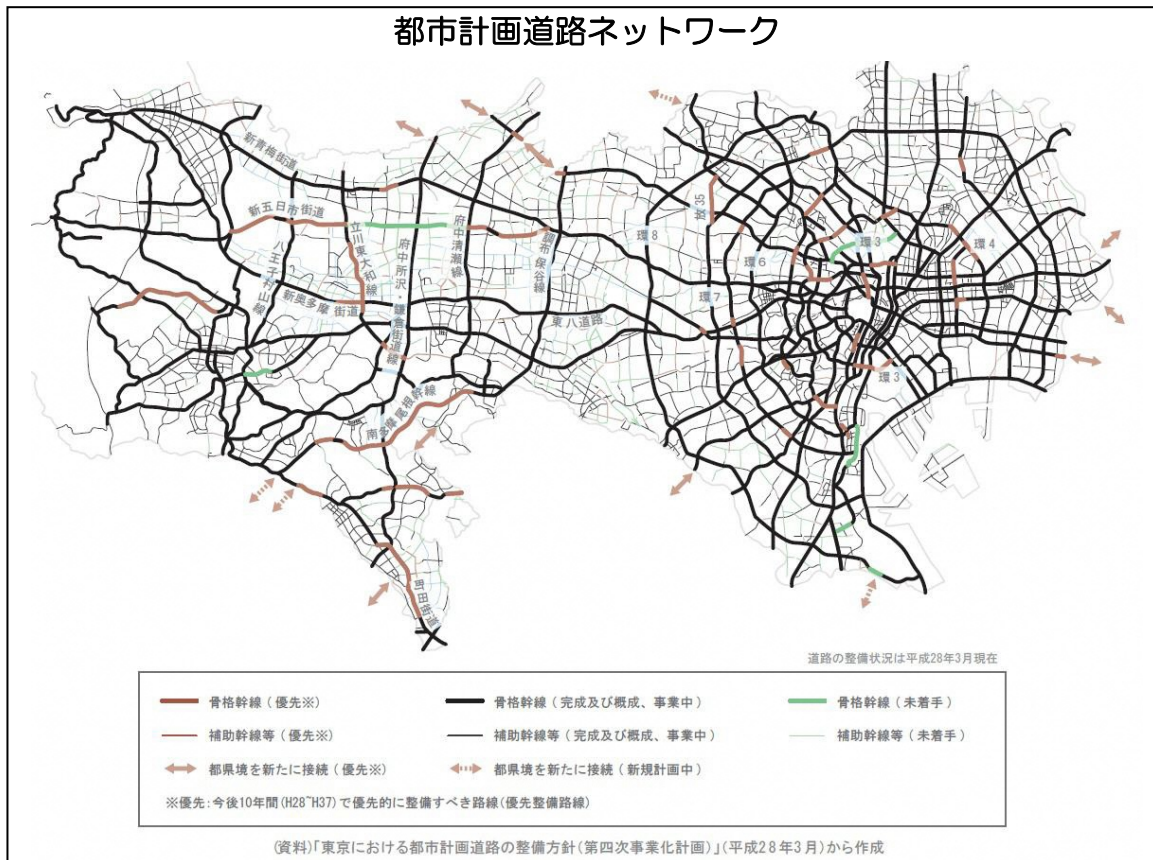 都市計画道路ネットワーク
新青梅街道
新五日市街道
立川東大和線
府中所沢・鎌倉街道線
府中清瀬線
調布保谷線
八王子村山線
新奥多摩街道
東八道路
南多摩尾根幹線
町田街道
放35
環8
環7
環6
環3
環4
環3
道路の整備状況は平成28年3月現在
骨格幹線(優先※)
骨格幹線(完成及び概成、事業中)
骨格幹線(未着手)
補助幹線等(優先※)
補助幹線等(完成及び概成、事業中)
補助幹線等(未着手)
都県境を新たに接続(優先※)
都県境を新たに接続(新規計画中)
※優先:今後10年間(H28~H37)で優先的に整備すべき路線(優先整備路線)
(資料)「東京における都市計画道路の整備方針(第四次事業化計画)」(平成28年3月)から作成